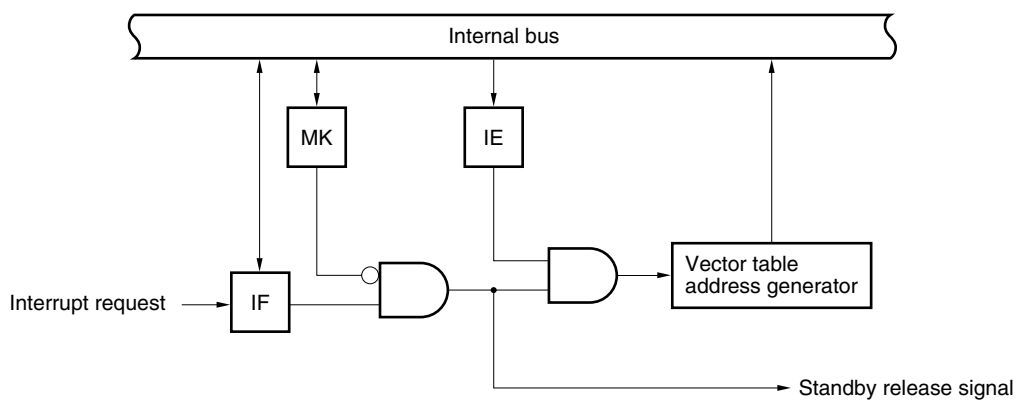 Internal bus
MK
IE
Vector table
address generator
Interrupt request
IF
Standby release signal